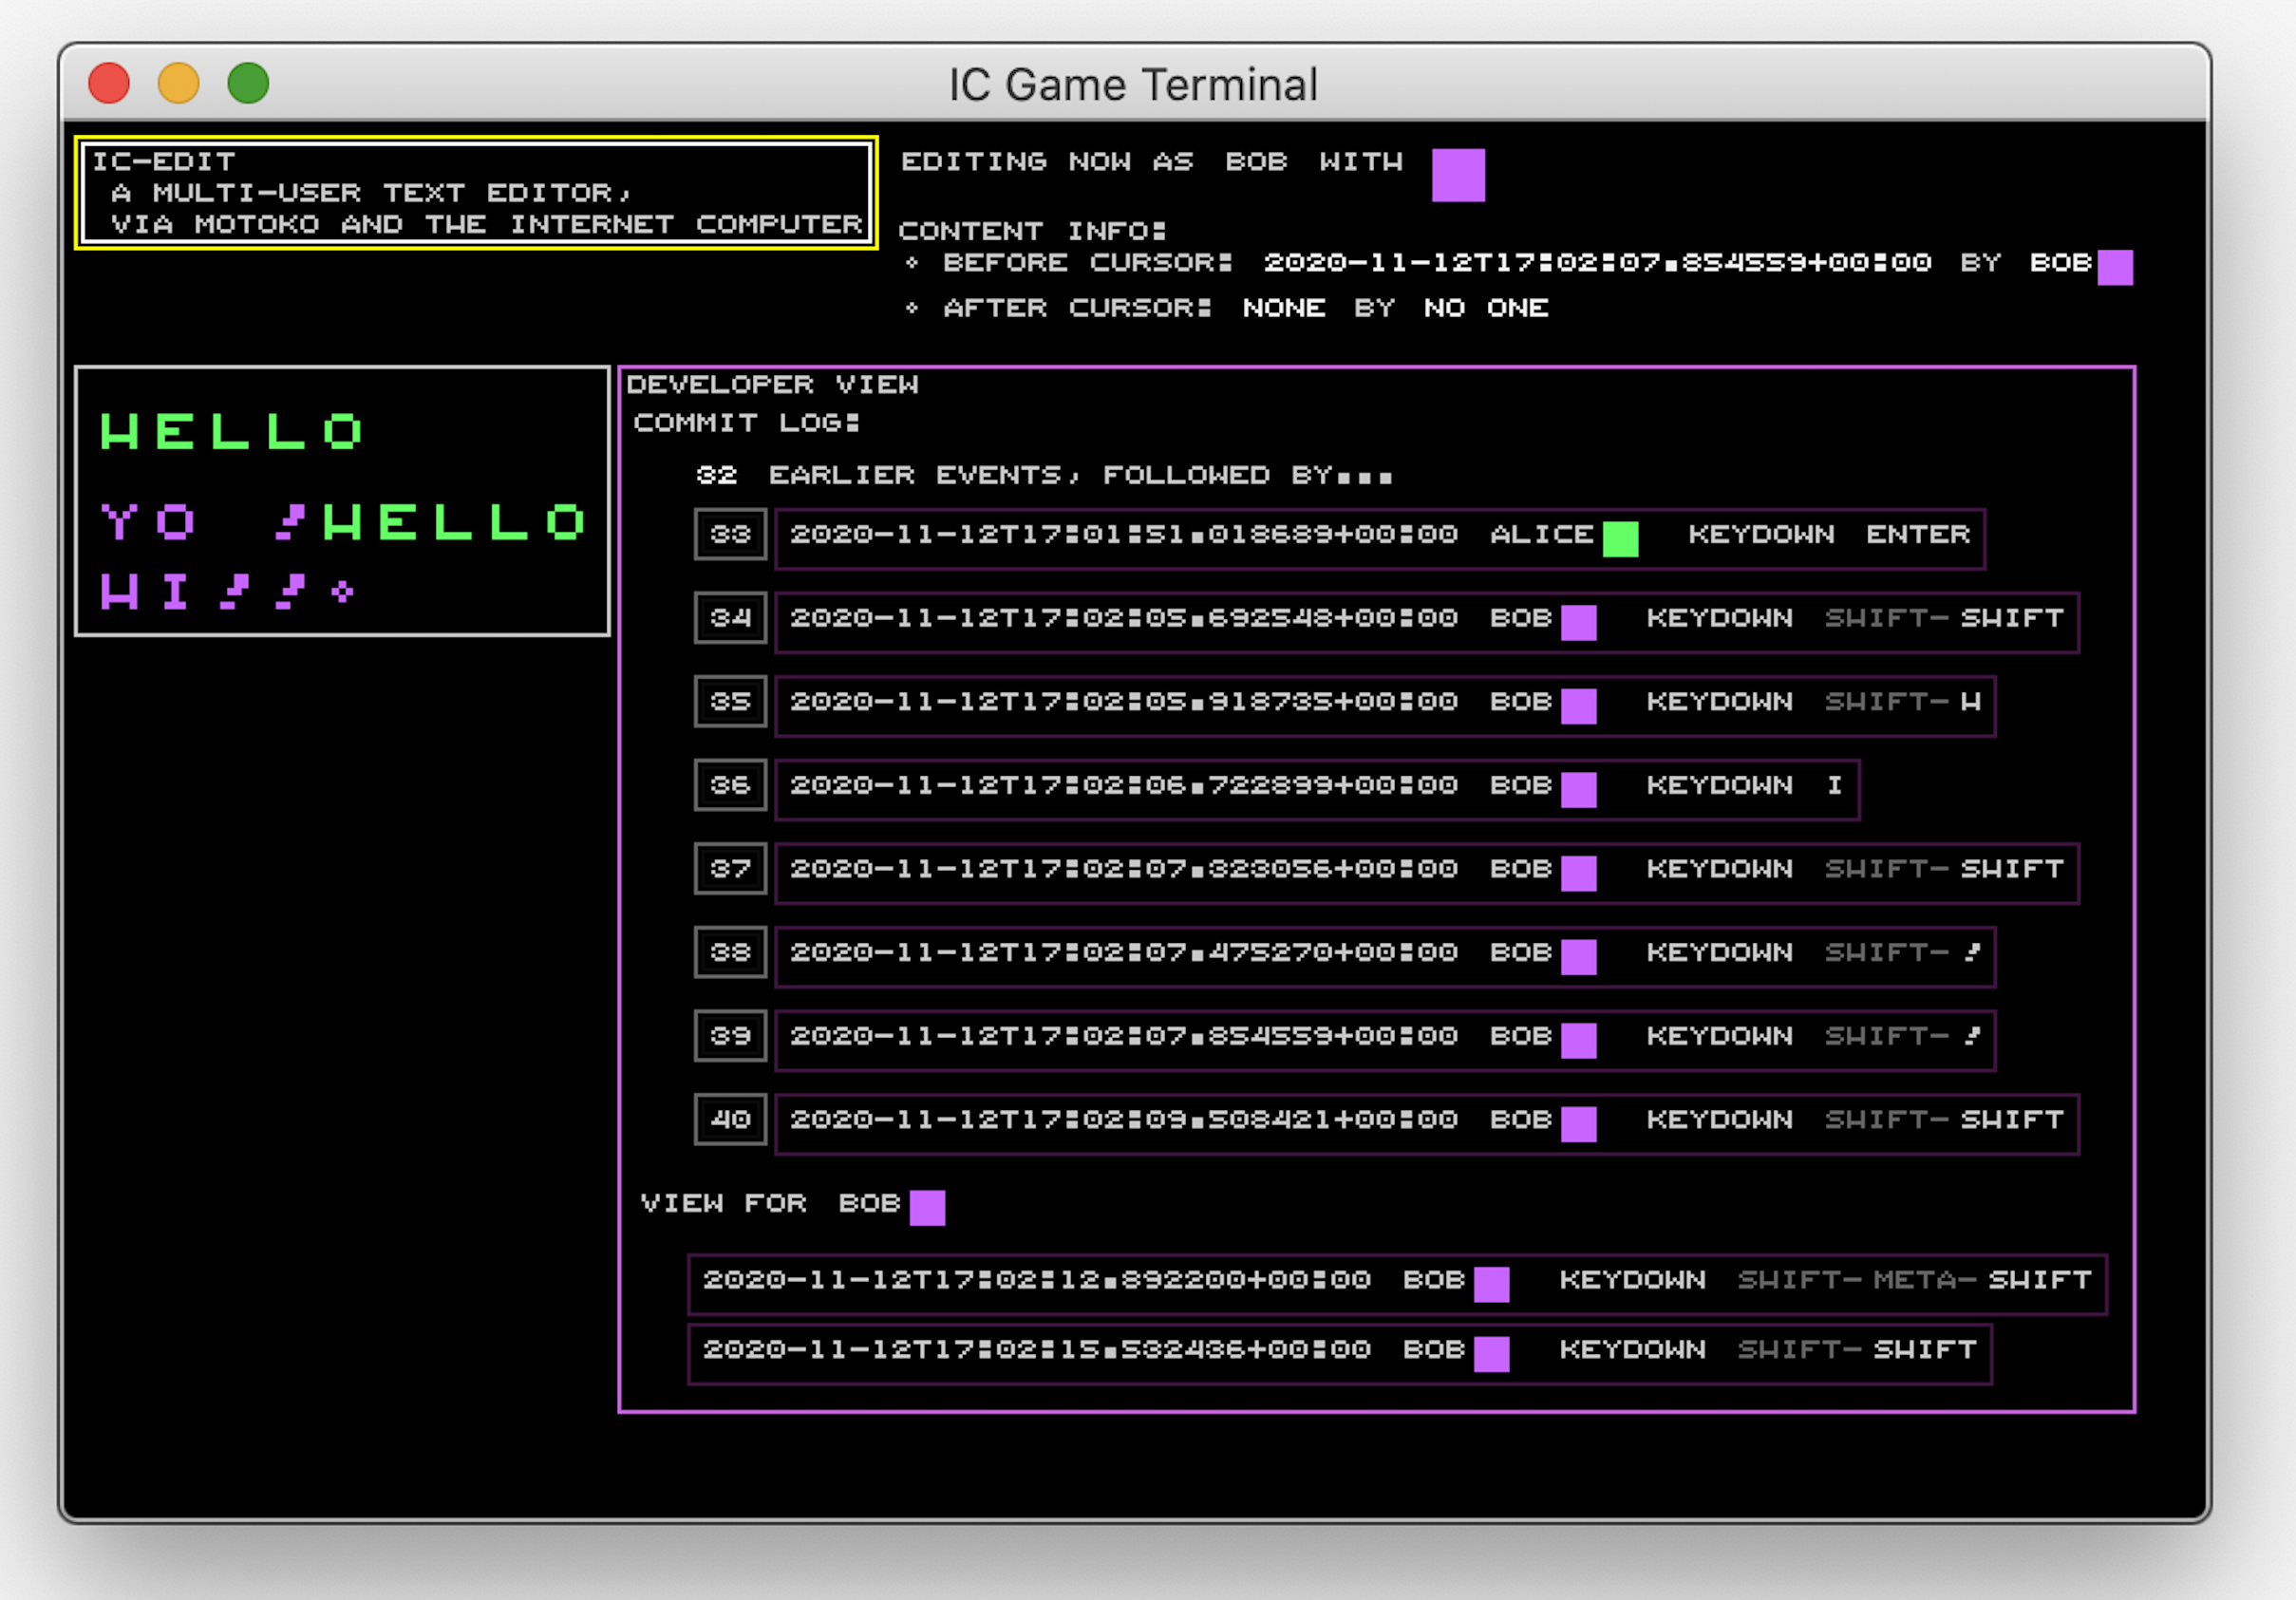 IC Game Terminal
IC-EDIT
A MULTI-USER TEXT EDITOR,
VIA MOTOKO AND THE INTERNET COMPUTER
EDITING NOW AS BOB WITH
CONTENT INFO:
BEFORE CURSOR: 2020-11-12T17:02:07.854559+00:00 BY BOB
AFTER CURSOR: NONE BY NO ONE
HELLO
YO !HELLO
HI!!
DEVELOPER VIEW
COMMIT LOG:
32 EARLIER EVENTS, FOLLOWED BY...
33 2020-11-12T17:01:51.018689+00:00 ALICE KEYDOWN ENTER
34 2020-11-12T17:02:05.692548+00:00 BOB KEYDOWN SHIFT-SHIFT
35 2020-11-12T17:02:05.918735+00:00 BOB KEYDOWN SHIFT-H
36 2020-11-12T17:02:06.722899+00:00 BOB KEYDOWN I
37 2020-11-12T17:02:07.323056+00:00 BOB KEYDOWN SHIFT-SHIFT
38 2020-11-12T17:02:07.475270+00:00 BOB KEYDOWN SHIFT-!
39 2020-11-12T17:02:07.854559+00:00 BOB KEYDOWN SHIFT-!
40 2020-11-12T17:02:09.508421+00:00 BOB KEYDOWN SHIFT-SHIFT
VIEW FOR BOB
2020-11-12T17:02:12.892200+00:00 BOB KEYDOWN SHIFT-META-SHIFT
2020-11-12T17:02:15.532436+00:00 BOB KEYDOWN SHIFT-SHIFT